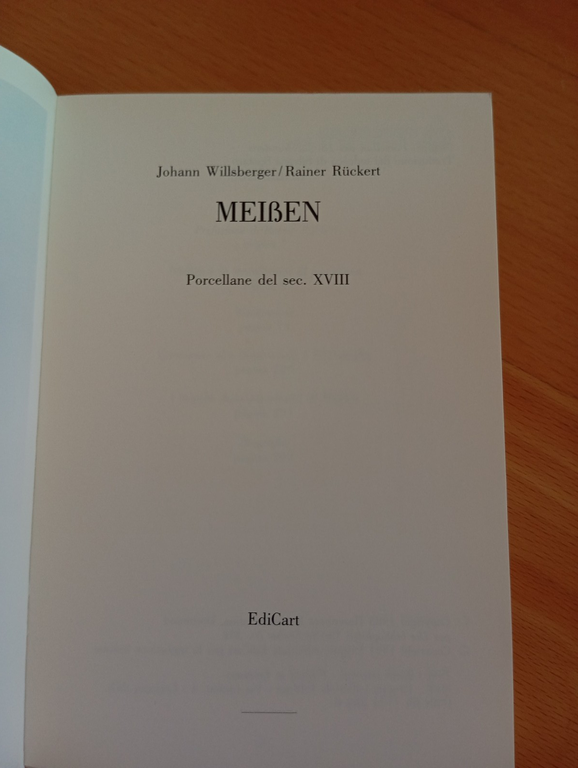 Johann Willsberger/Rainer Rückert
MEIßEN
Porcellane del sec. XVIII
EdiCart